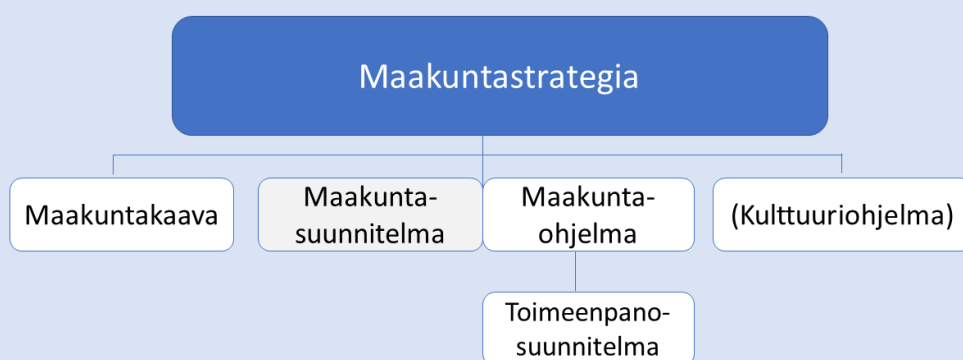 Maakuntastrategia
Maakuntakaava
Maakunta-
suunnitelma
Maakunta-
ohjelma
(Kulttuuriohjelma)
Toimeenpano-
suunnitelma